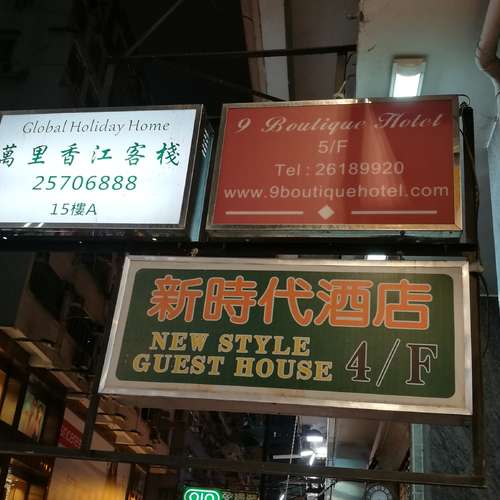 Global Holiday Home
萬里香江客棧
25706888
15樓A
9 Boutique Hotel
5/F
Tel: 26189920
www.9boutiquehotel.com
新時代酒店
NEW STYLE
GUEST HOUSE
4/F